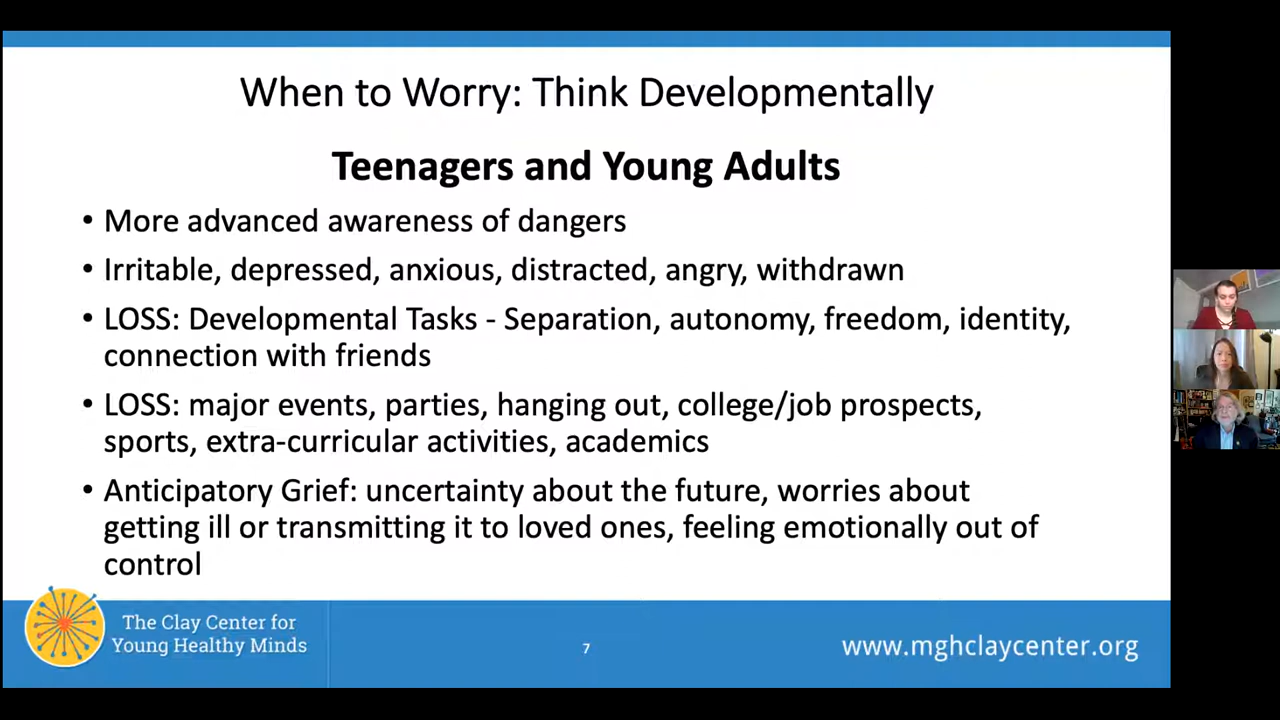 When to Worry: Think Developmentally
Teenagers and Young Adults
• More advanced awareness of dangers
• Irritable, depressed, anxious, distracted, angry, withdrawn
• LOSS: Developmental Tasks - Separation, autonomy, freedom, identity,
connection with friends
• LOSS: major events, parties, hanging out, college/job prospects,
sports, extra-curricular activities, academics
• Anticipatory Grief: uncertainty about the future, worries about
getting ill or transmitting it to loved ones, feeling emotionally out of
control
The Clay Center for
Young Healthy Minds
7
www.mghclaycenter.org